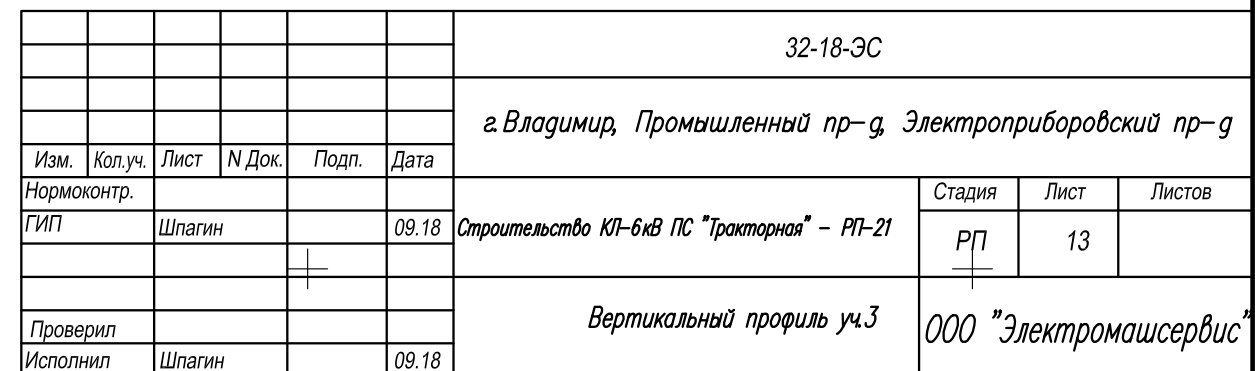 32-18-ЭС
г.Владимир, Промышленный пр-д, Электроприборовский пр-д
Изм. Кол.уч. Лист N Док. Подп. Дата
Нормоконтр. Стадия Лист Листов
ГИП Шпагин 09.18 Строительство КЛ-6кВ ПС "Тракторная" - РП-21 РП 13
Вертикальный профиль уч.3 ООО "Электромашсервис"
Проверил
Исполнил Шпагин 09.18